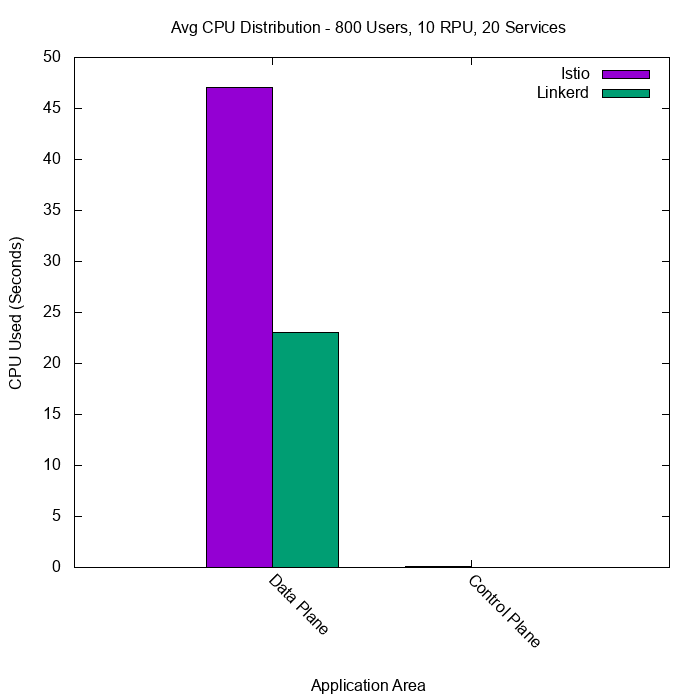 Avg CPU Distribution - 800 Users, 10 RPU, 20 Services
Istio
Linkerd
50
45
40
35
30
25
20
15
10
5
0
CPU Used (Seconds)
Data Plane
Control Plane
Application Area